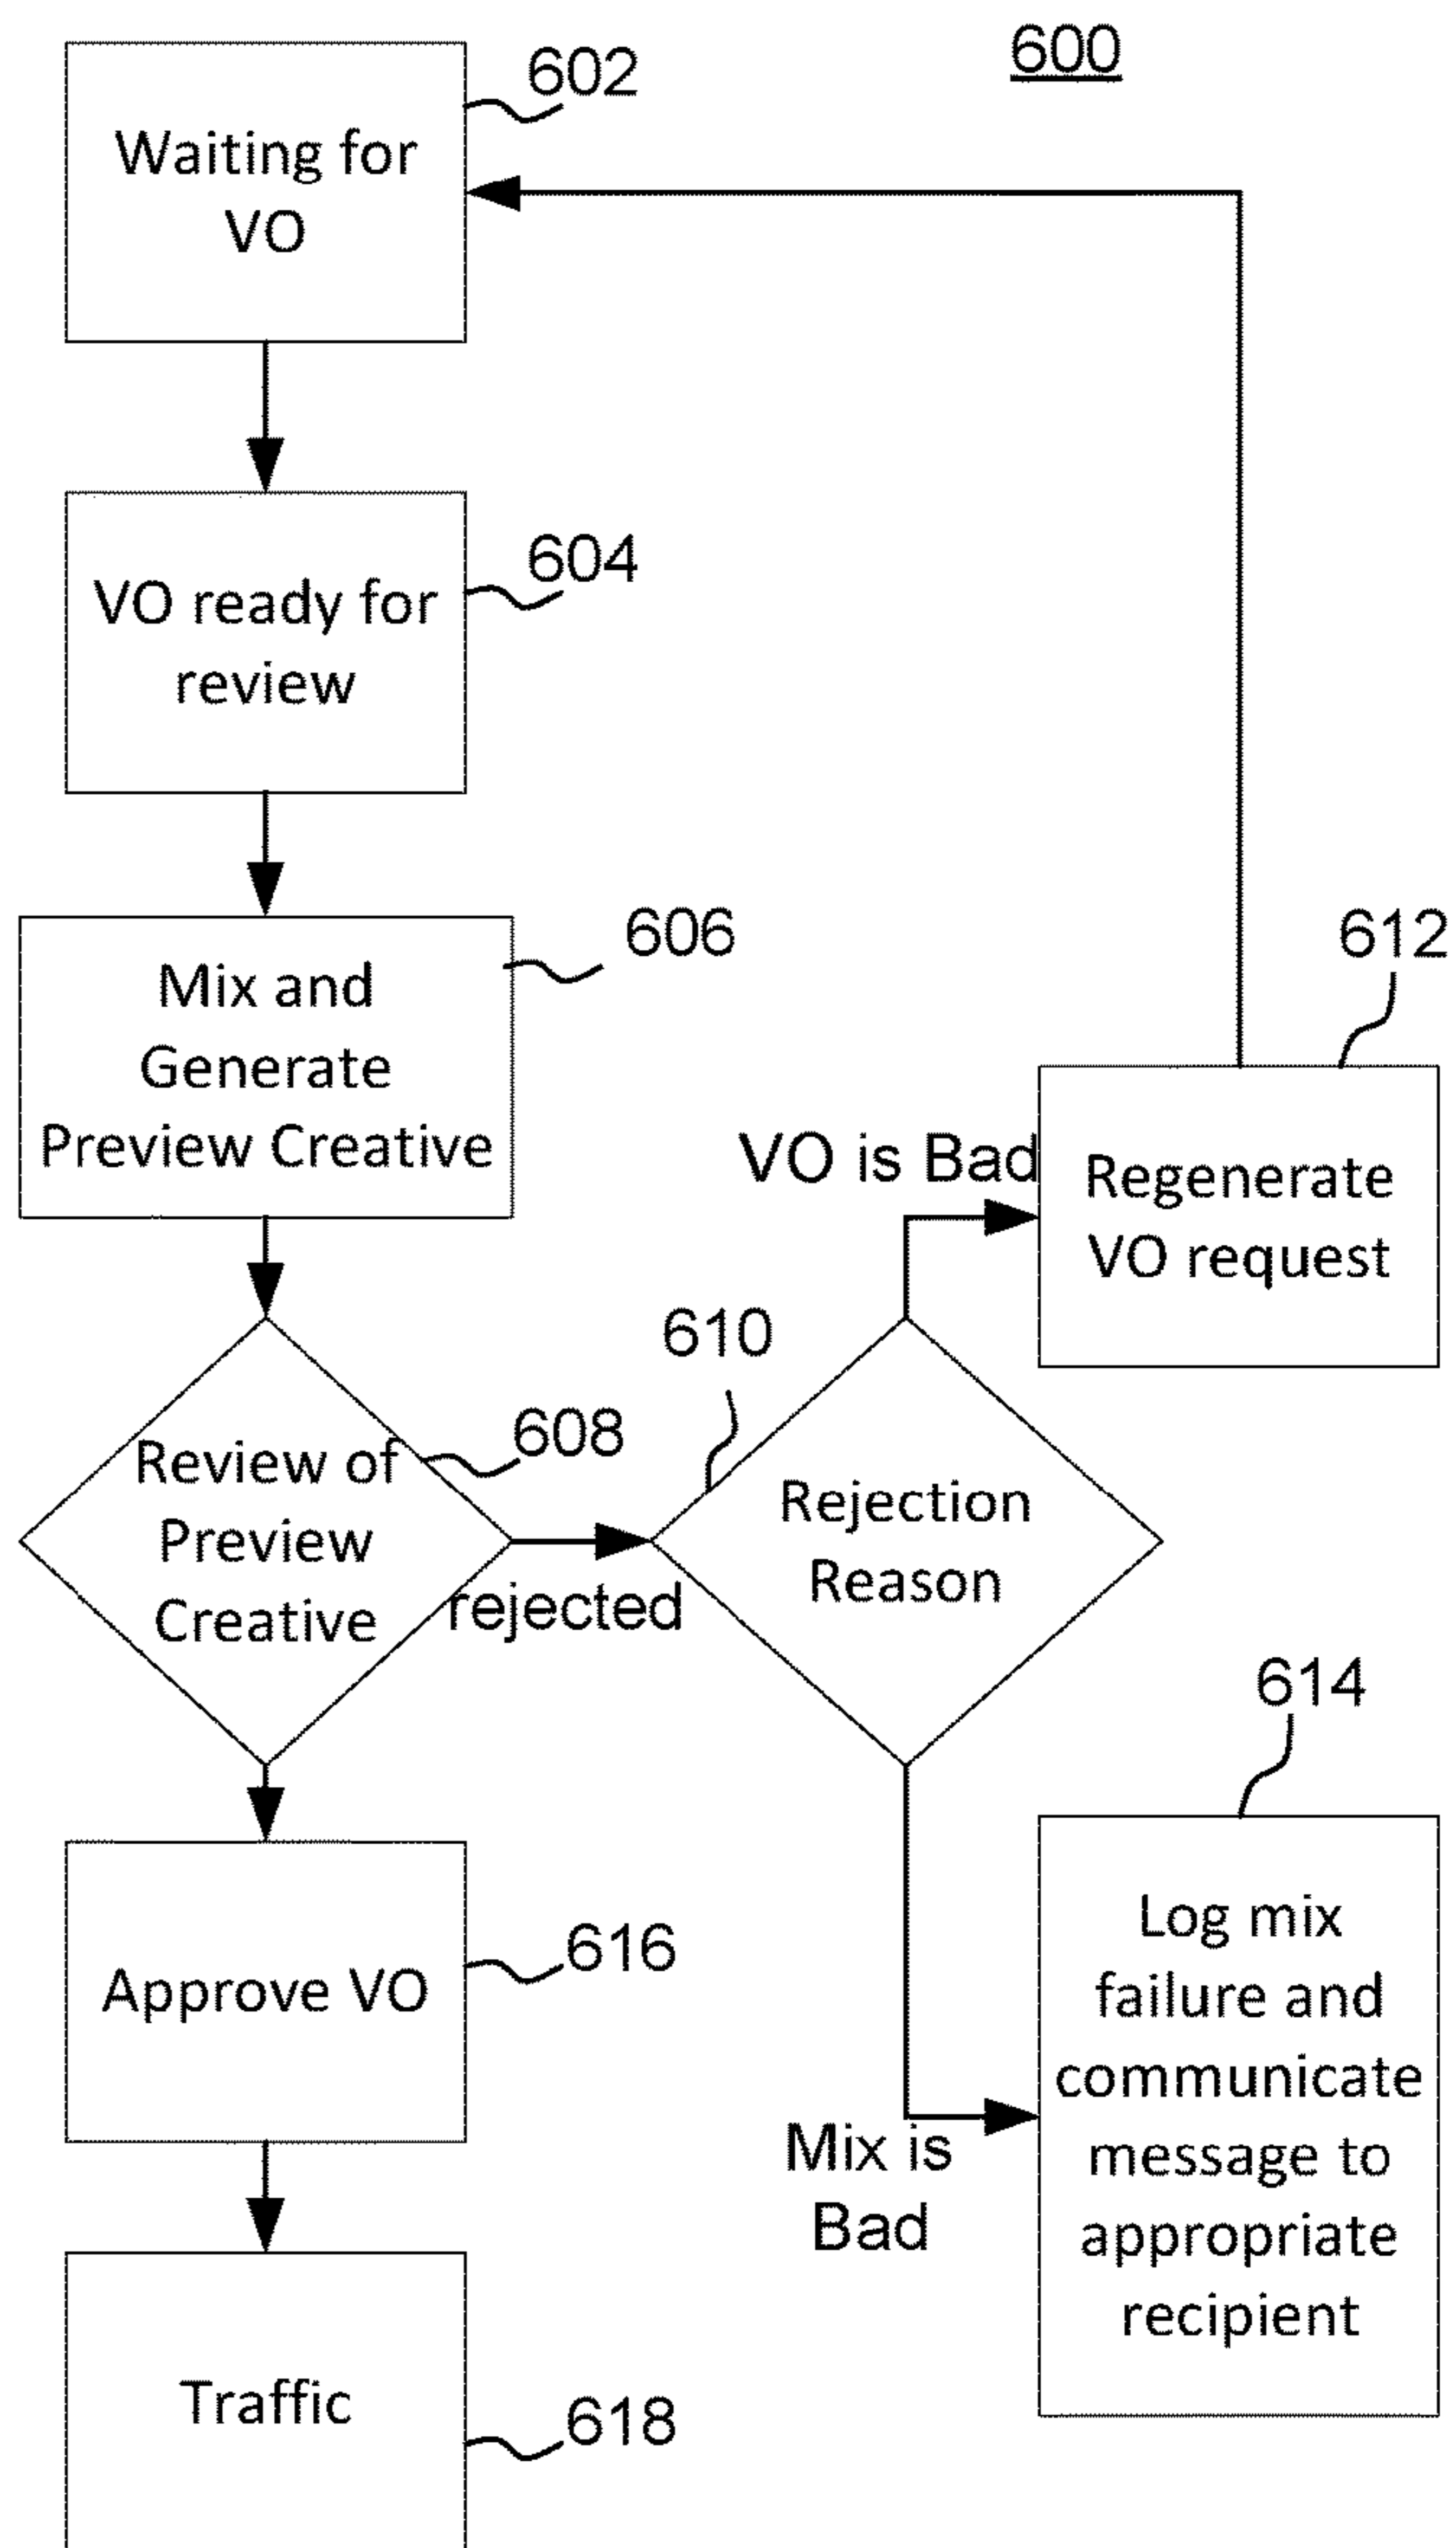 600
602
Waiting for
VO
604
VO ready for
review
606
Mix and
Generate
Preview Creative
612
VO is Bad
Regenerate
VO request
610
608
Review of
Preview
Creative
rejected
Rejection
Reason
614
616
Approve VO
Log mix
failure and
communicate
message to
appropriate
recipient
Mix is
Bad
Traffic
618